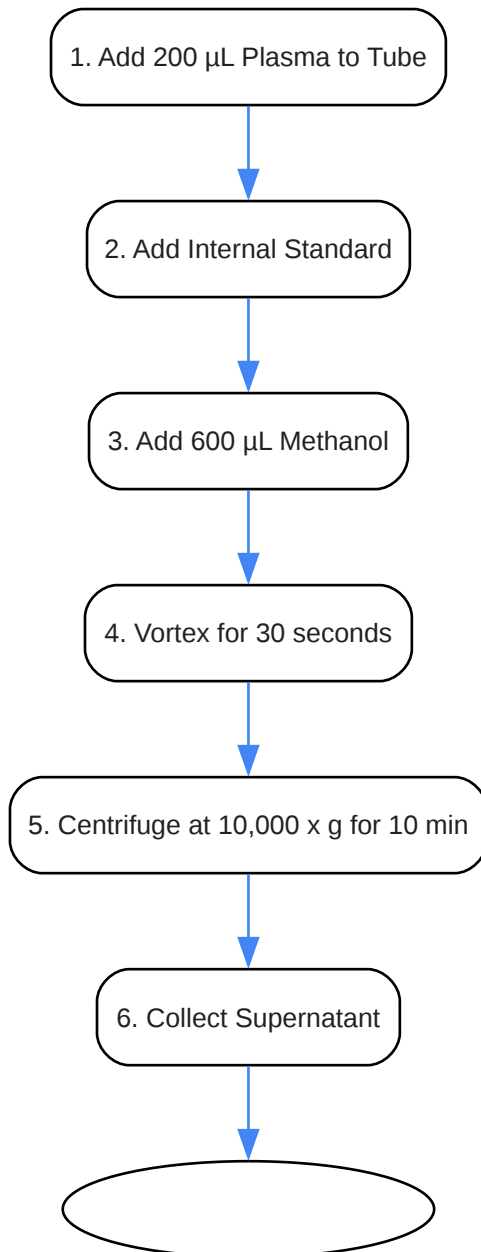 1. Add 200 µL Plasma to Tube
2. Add Internal Standard
3. Add 600 µL Methanol
4. Vortex for 30 seconds
5. Centrifuge at 10,000 x g for 10 min
6. Collect Supernatant